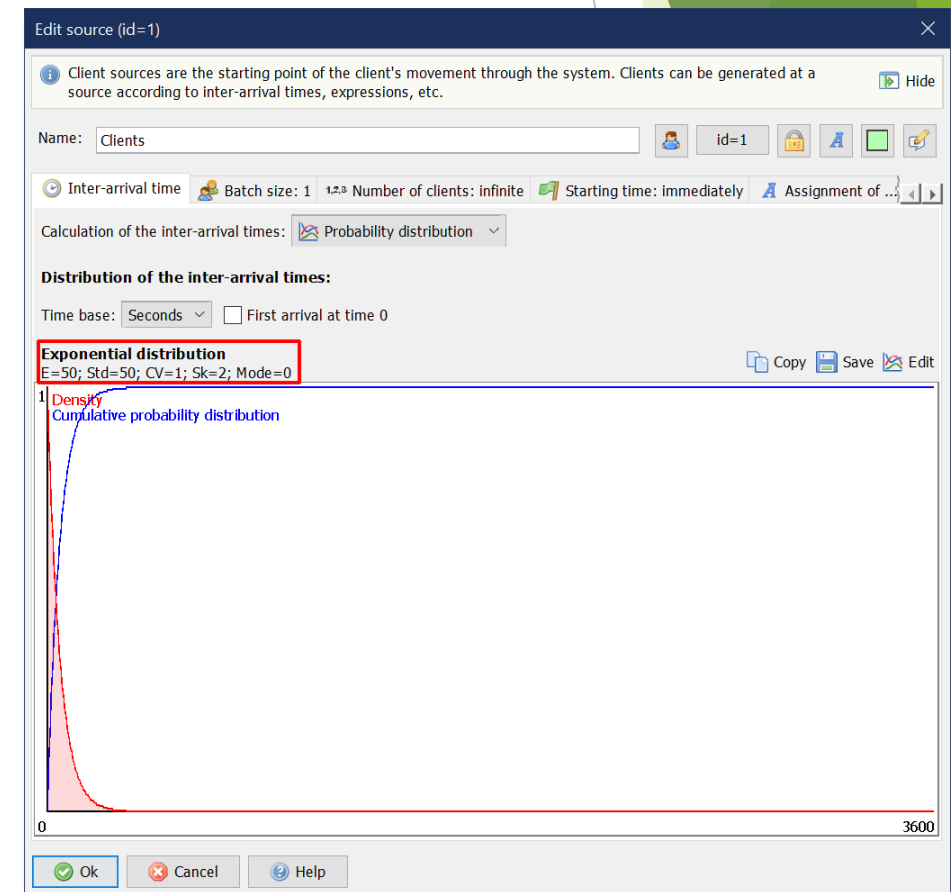 Edit source (id=1)
Client sources are the starting point of the client's movement through the system. Clients can be generated at a
source according to inter-arrival times, expressions, etc.
Hide
Name: Clients id=1
Inter-arrival time Batch size: 1 1,2,3 Number of clients: infinite Starting time: immediately Assignment of ...
Calculation of the inter-arrival times: Probability distribution
Distribution of the inter-arrival times:
Time base: Seconds First arrival at time 0
Exponential distribution
E=50; Std=50; CV=1; Sk=2; Mode=0
Copy Save Edit
1 Density
Cumulative probability distribution
0 3600
Ok Cancel Help